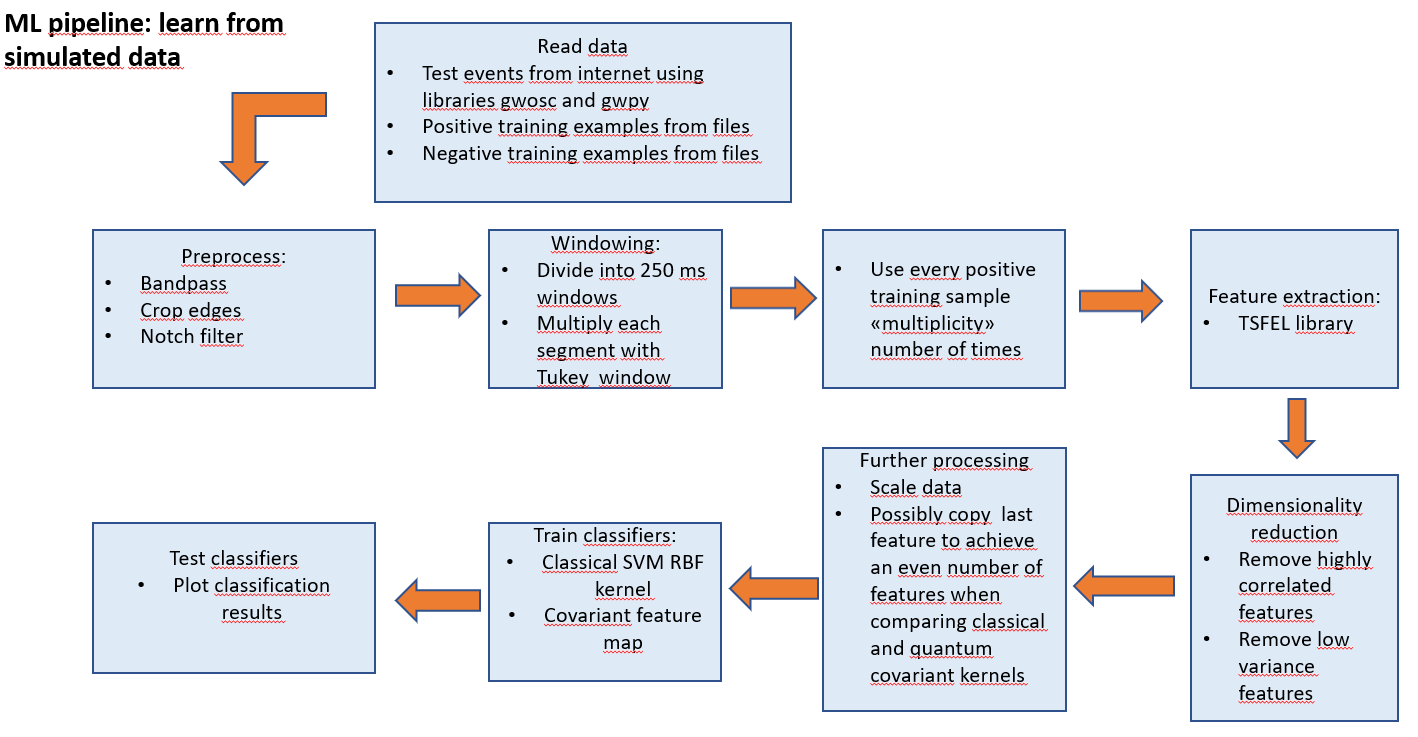 ML pipeline: learn from
simulated data
Read data
• Test events from internet using
libraries gwosc and gwpy
• Positive training examples from files
• Negative training examples from files
Preprocess:
• Bandpass
• Crop edges
• Notch filter
Windowing:
• Divide into 250 ms
windows
• Multiply each
segment with
Tukey window
• Use every positive
training sample
«multiplicity»
number of times
Feature extraction:
• TSFEL library
Dimensionality
reduction
• Remove highly
correlated
features
• Remove low
variance
features
Further processing
• Scale data
• Possibly copy last
feature to achieve
an even number of
features when
comparing classical
and quantum
covariant kernels
Train classifiers:
• Classical SVM RBF
kernel
• Covariant feature
map
Test classifiers
• Plot classification
results